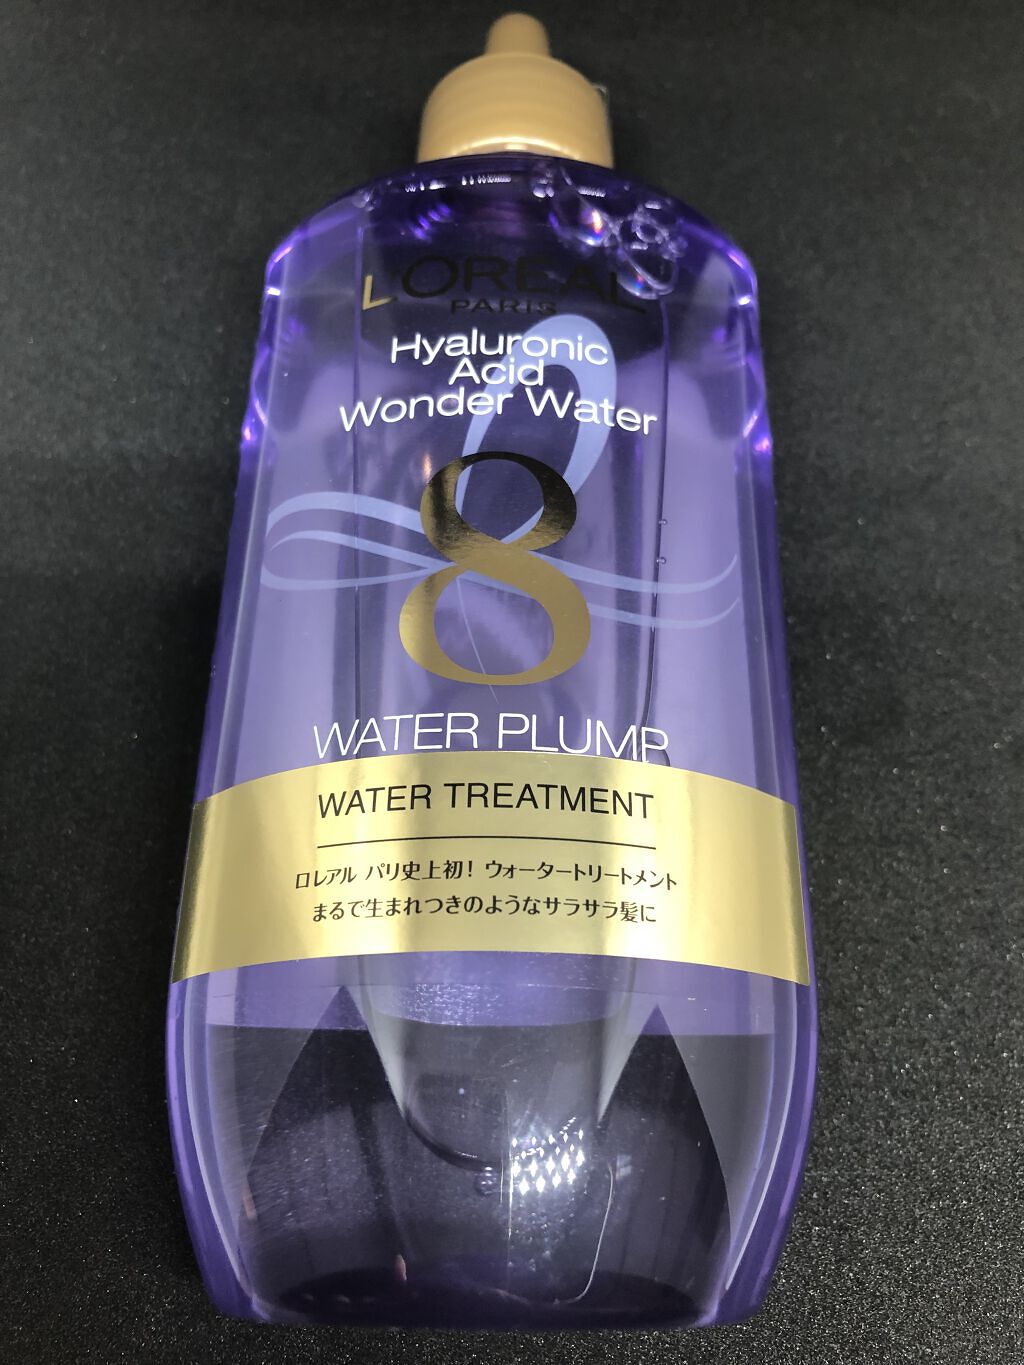 L'ORÉAL
PARIS
Hyaluronic
Acid
Wonder Water
8
WATER PLUMP
WATER TREATMENT
ロレアル パリ史上初! ウォータートリートメント
まるで生まれつきのようなサラサラ髪に